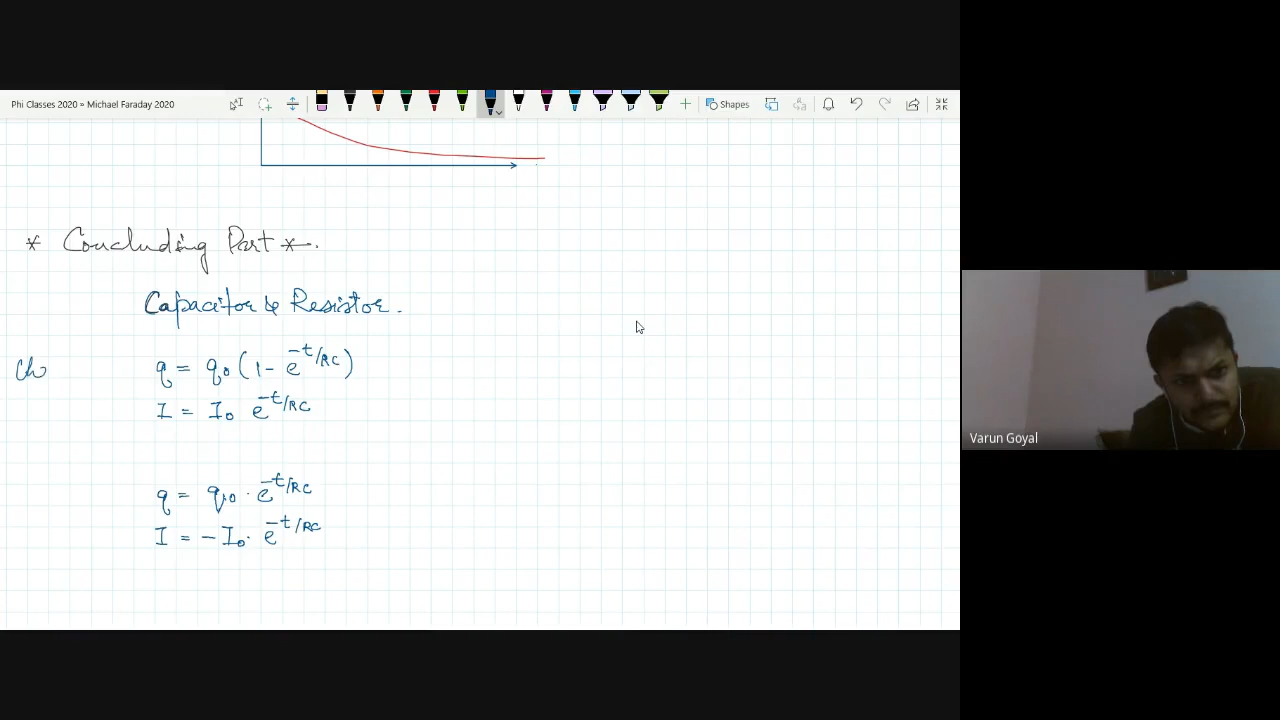 Phi Classes 2020 » Michael Faraday 2020
Shapes
* Concluding Part *.
Capacitor & Resistor.
Ch
q = q₀ (1 - e^{-t/RC})
I = I₀ e^{-t/RC}
q = q₀ · e^{-t/RC}
I = - I₀ · e^{-t/RC}
Varun Goyal